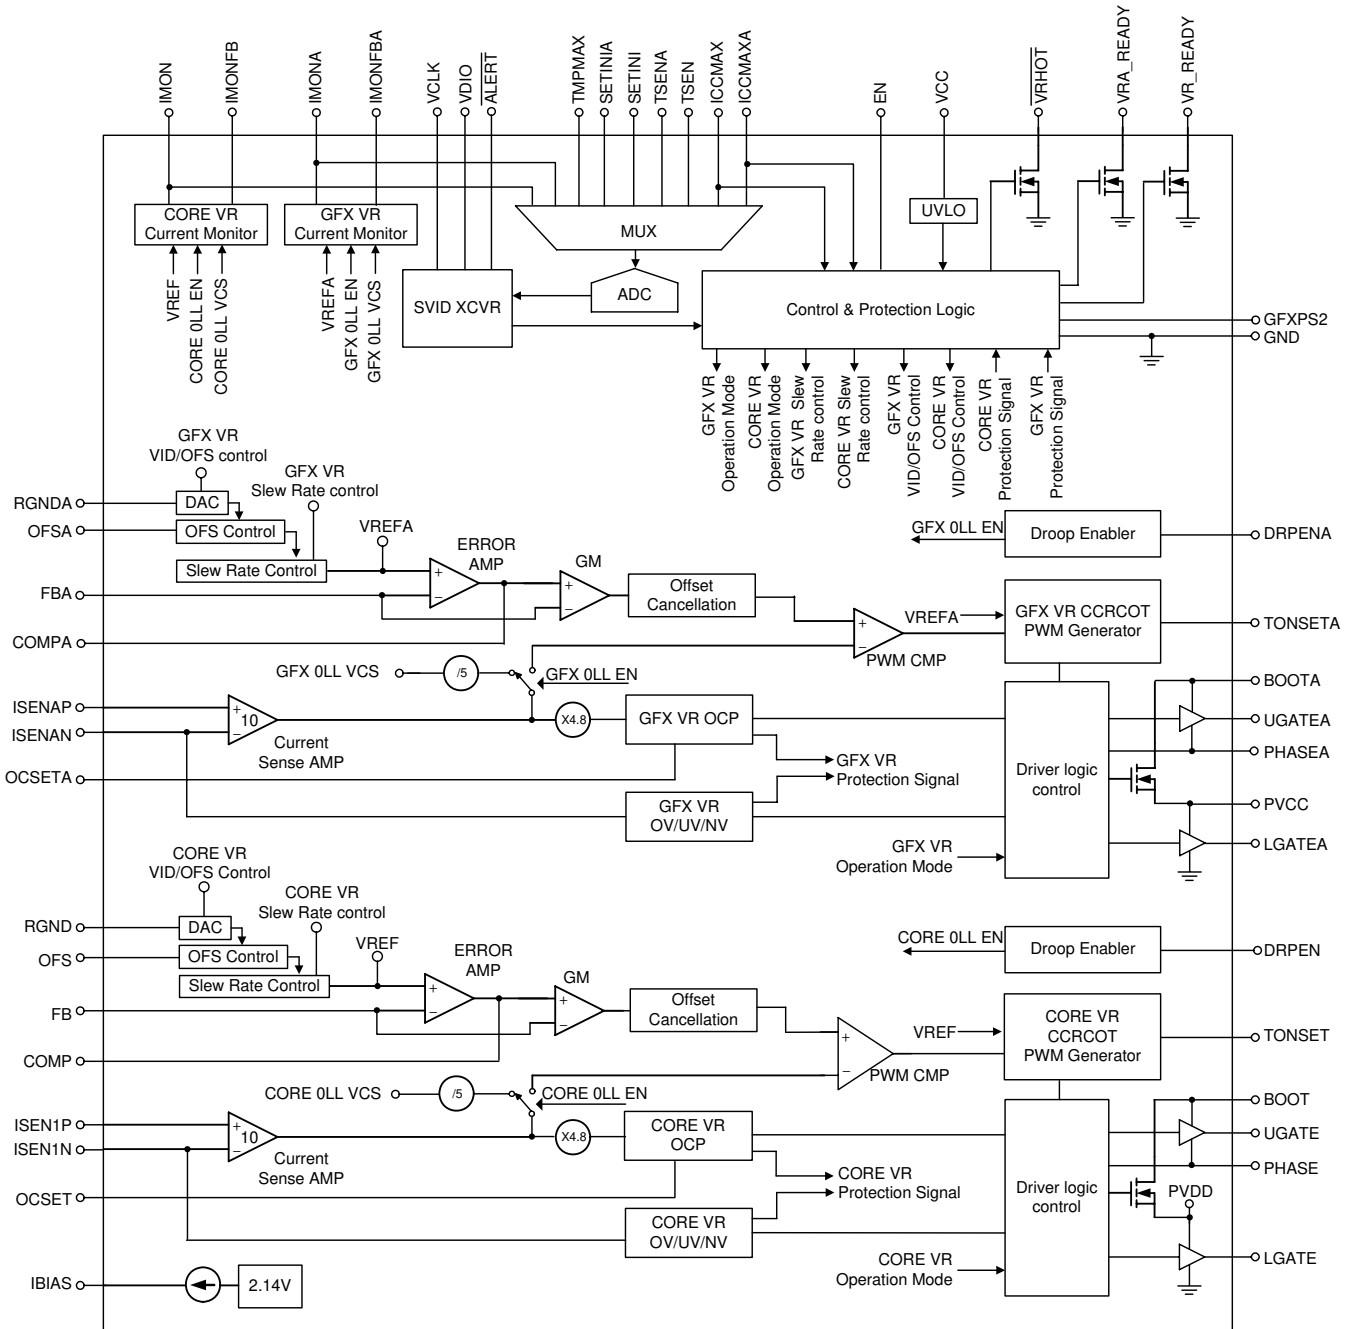 IMON
IMONFB
IMONA
IMONFBA
VCLK
VDIO
ALERT
TMPMAX
SETINIA
SETINI
TSENA
TSEN
ICCMAX
ICCMAXA
EN
VCC
VRHOT
VRA_READY
VR_READY
CORE VR
Current Monitor
GFX VR
Current Monitor
MUX
UVLO
VREF
CORE 0LL EN
CORE 0LL VCS
VREFA
GFX 0LL EN
GFX 0LL VCS
SVID XCVR
ADC
Control & Protection Logic
GFXPS2
GND
GFX VR
Operation Mode
CORE VR
Operation Mode
GFX VR Slew
Rate control
CORE VR Slew
Rate control
GFX VR
VID/OFS Control
CORE VR
VID/OFS Control
CORE VR
Protection Signal
GFX VR
Protection Signal
GFX VR
VID/OFS control
GFX VR
Slew Rate control
RGNDA
DAC
OFSA
OFS Control
VREFA
Slew Rate Control
ERROR
AMP
+
−
GM
+
−
Offset
Cancellation
GFX 0LL EN
Droop Enabler
DRPENA
FBA
COMPA
VREFA
GFX VR CCRCOT
PWM Generator
TONSETA
+
−
PWM CMP
GFX 0LL VCS
/5
GFX 0LL EN
BOOTA
ISENAP
ISENAN
+
−
10
Current
Sense AMP
X4.8
GFX VR OCP
UGATEA
PHASEA
OCSETA
GFX VR
Protection Signal
Driver logic
control
PVCC
GFX VR
OV/UV/NV
GFX VR
Operation Mode
LGATEA
CORE VR
VID/OFS Control
CORE VR
Slew Rate control
RGND
DAC
OFS
OFS Control
VREF
Slew Rate Control
ERROR
AMP
+
−
GM
+
−
Offset
Cancellation
CORE 0LL EN
Droop Enabler
DRPEN
FB
COMP
VREF
CORE VR
CCRCOT
PWM Generator
TONSET
+
−
PWM CMP
CORE 0LL VCS
/5
CORE 0LL EN
BOOT
ISEN1P
ISEN1N
+
−
10
Current
Sense AMP
X4.8
CORE VR
OCP
UGATE
PHASE
OCSET
CORE VR
Protection Signal
Driver logic
control
PVDD
CORE VR
OV/UV/NV
CORE VR
Operation Mode
LGATE
IBIAS
2.14V